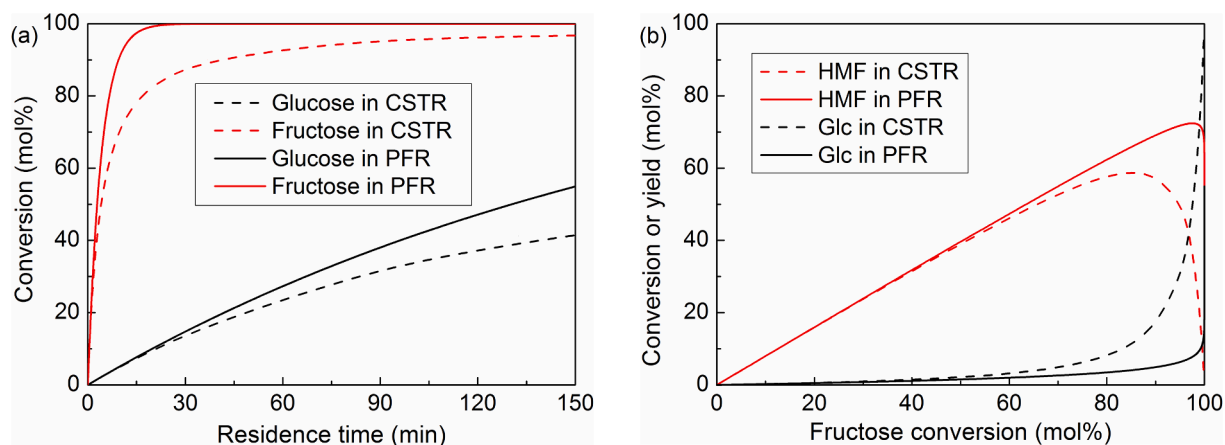 (a)
100
80
60
40
20
0
Conversion (mol%)
Glucose in CSTR
Fructose in CSTR
Glucose in PFR
Fructose in PFR
0 30 60 90 120 150
Residence time (min)
(b)
100
80
60
40
20
0
Conversion or yield (mol%)
HMF in CSTR
HMF in PFR
Glc in CSTR
Glc in PFR
0 20 40 60 80 100
Fructose conversion (mol%)